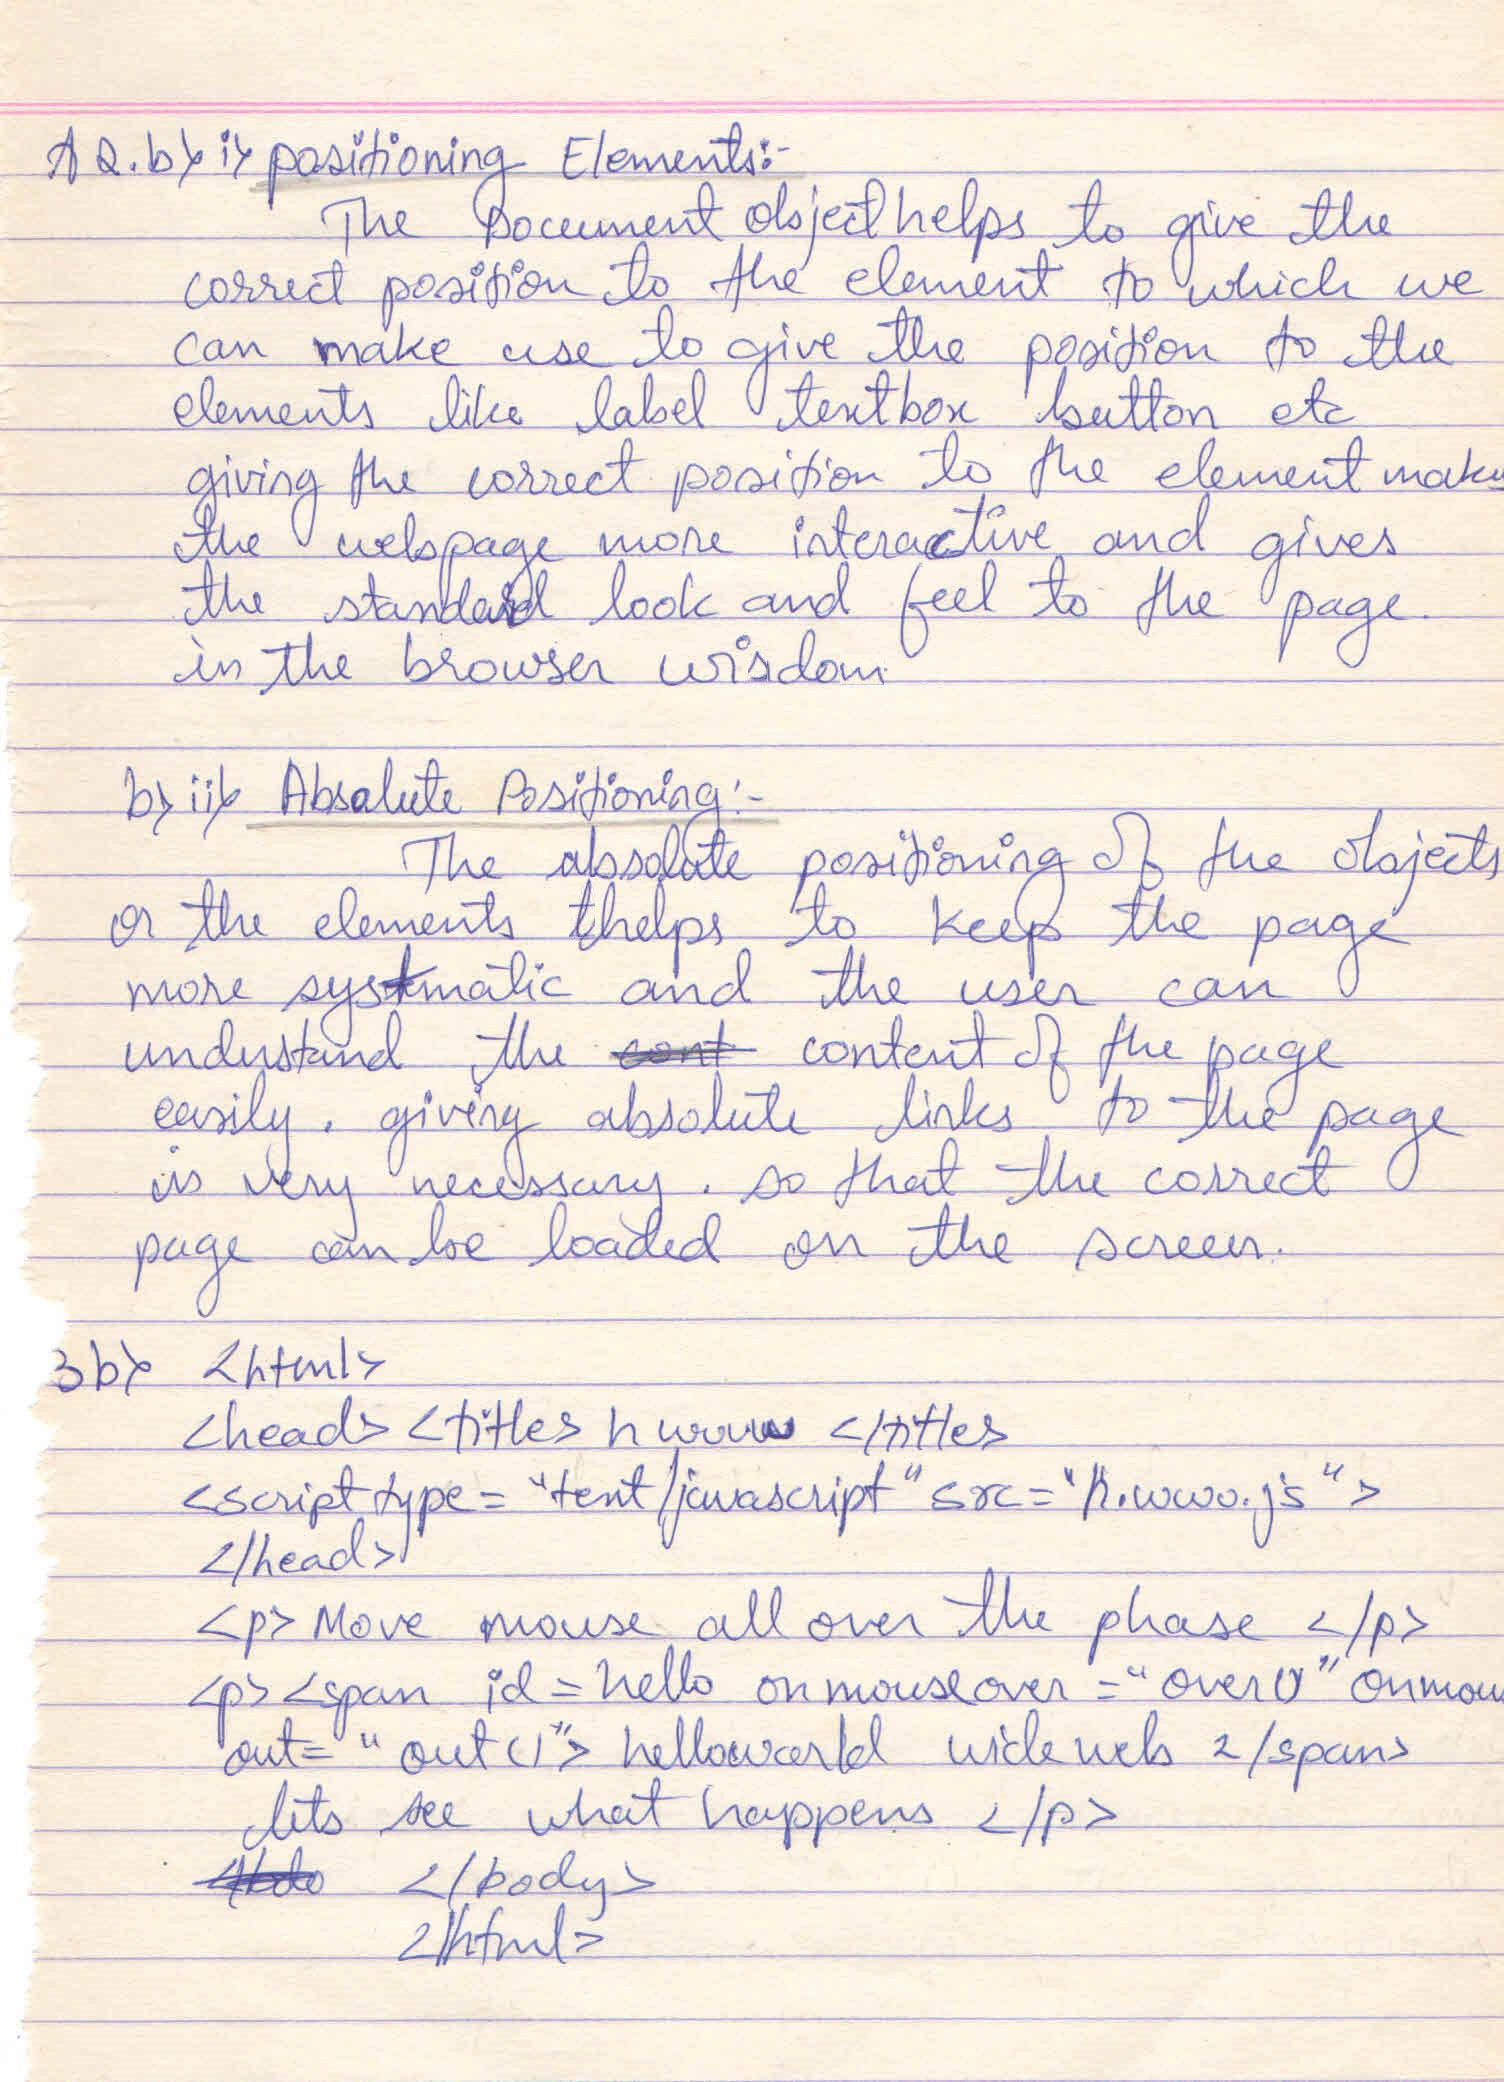 A2.b> i> positioning Elements:-
The Document object helps to give the
correct position to the element to which we
can make use to give the position to the
elements like label textbox button etc
giving the correct position to the element makes
the webpage more interactive and gives
the standard look and feel to the page.
in the browser wisdom.
b> ii> Absolute Positioning:-
The absolute positioning of the objects
or the elements thelps to keep the page
more systmatic and the user can
understand the content of the page
easily. giving absolute links to the page
is very necessary. so that the correct
page can be loaded on the screen.
3b> <html>
<head> <title> hwww </title>
<script type="text/javascript" src="h.www.js">
</head>
<p> Move mouse all over the phase </p>
<p> <span id=hello onmouseover="over()" onmou
out="out()"> helloworld wide web </span>
lets see what happens </p>
</body>
</html>